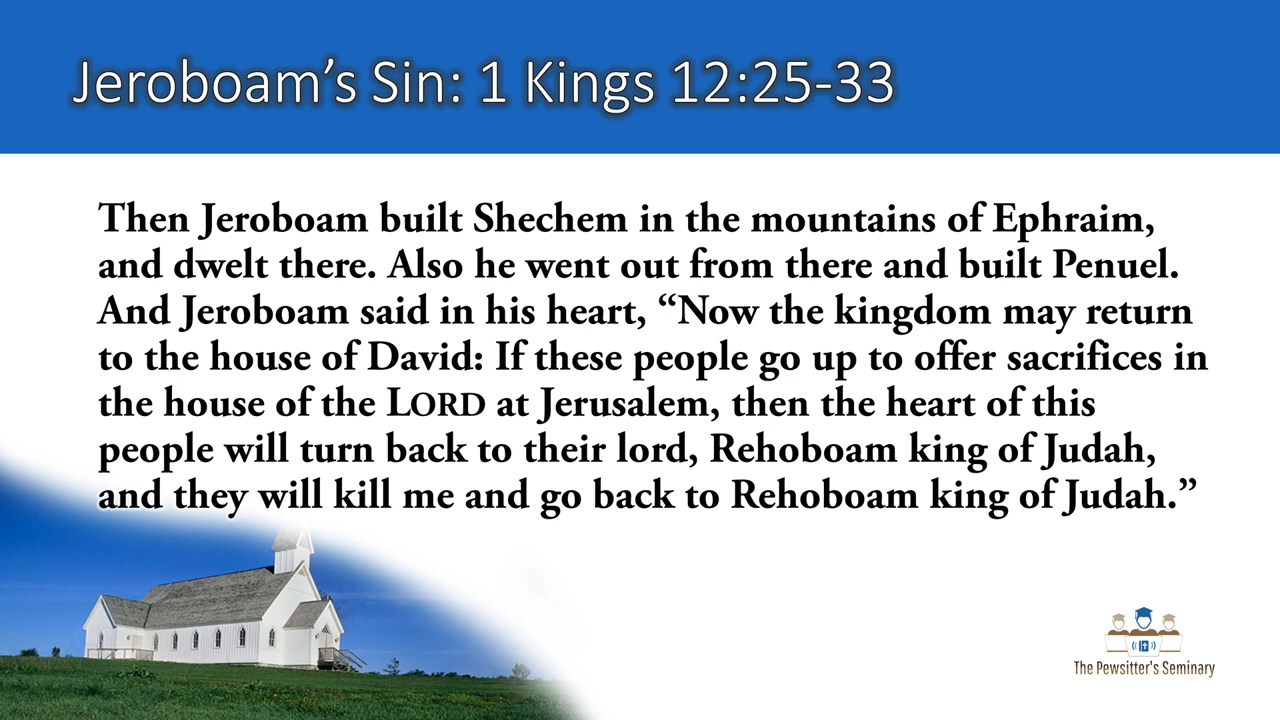 Jeroboam’s Sin: 1 Kings 12:25-33
Then Jeroboam built Shechem in the mountains of Ephraim,
and dwelt there. Also he went out from there and built Penuel.
And Jeroboam said in his heart, “Now the kingdom may return
to the house of David: If these people go up to offer sacrifices in
the house of the LORD at Jerusalem, then the heart of this
people will turn back to their lord, Rehoboam king of Judah,
and they will kill me and go back to Rehoboam king of Judah.”
The Pewsitter's Seminary